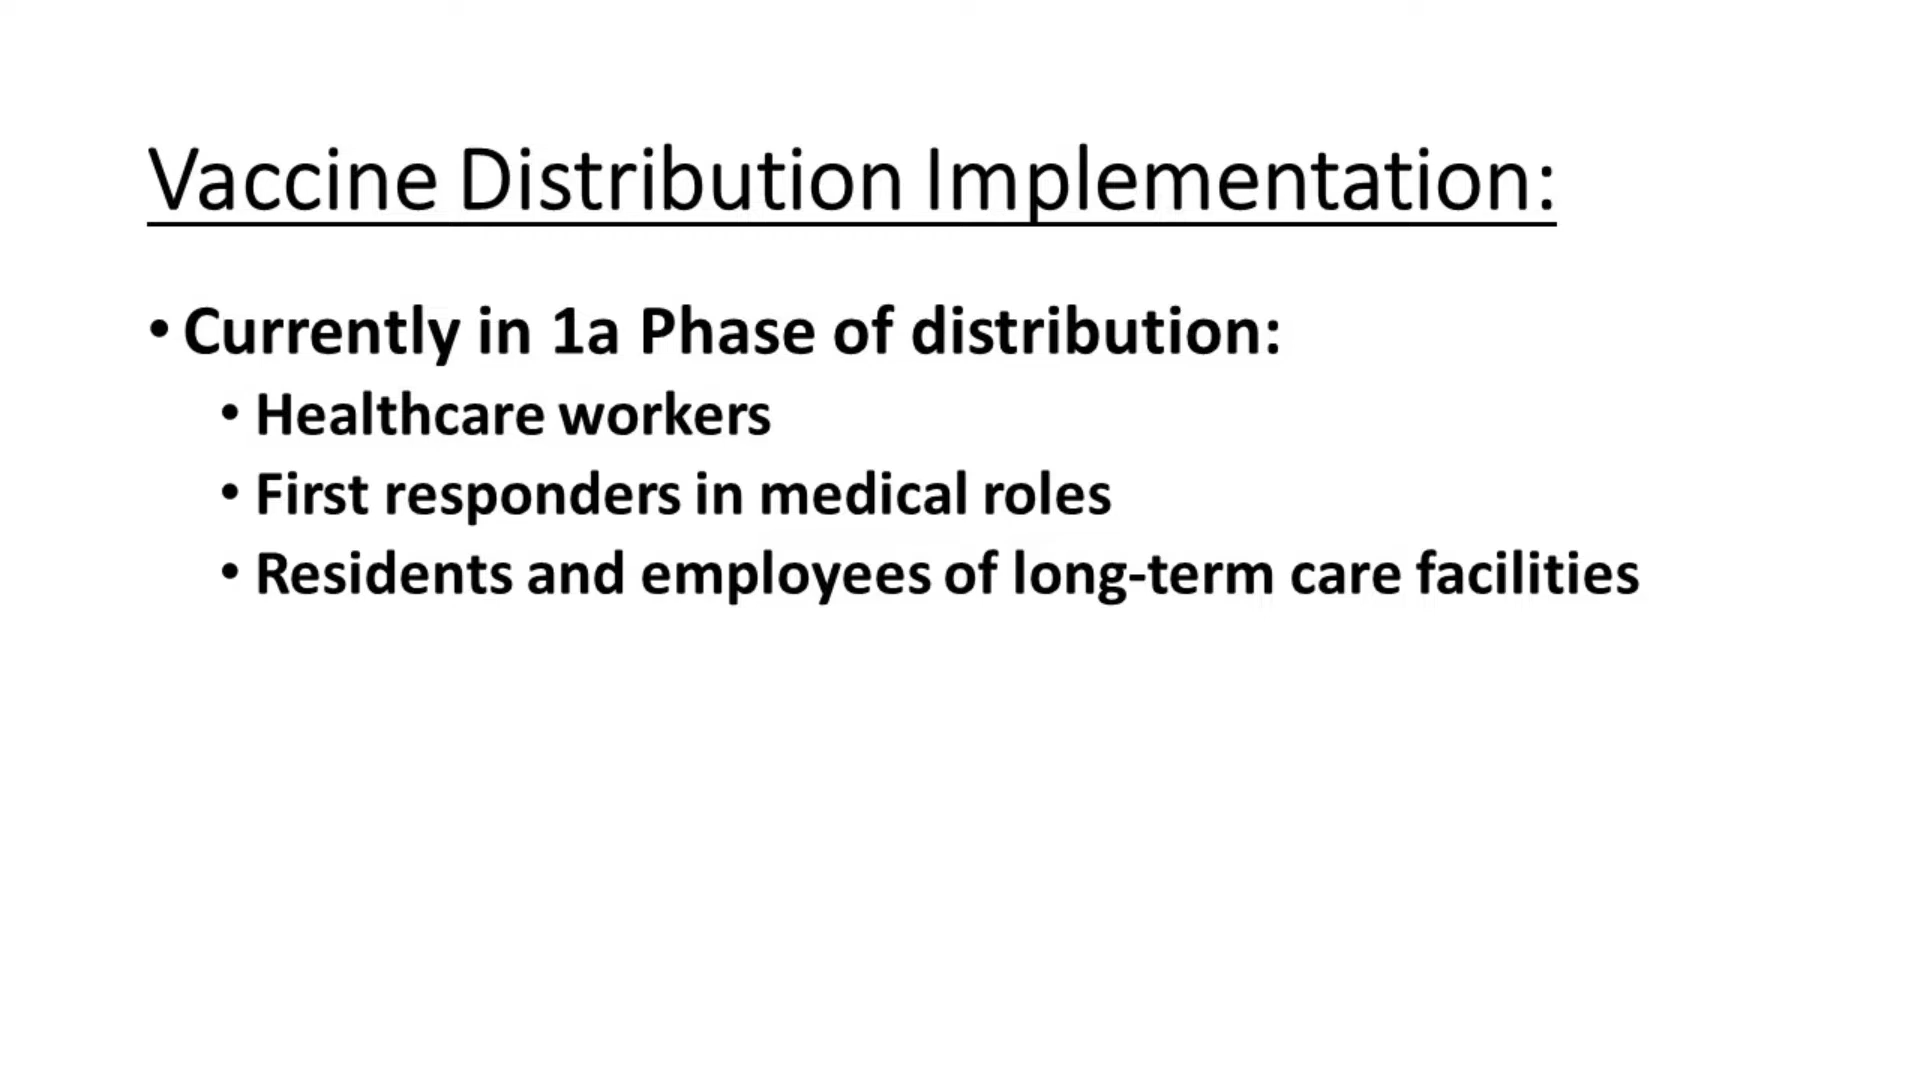 Vaccine Distribution Implementation:
• Currently in 1a Phase of distribution:
• Healthcare workers
• First responders in medical roles
• Residents and employees of long-term care facilities